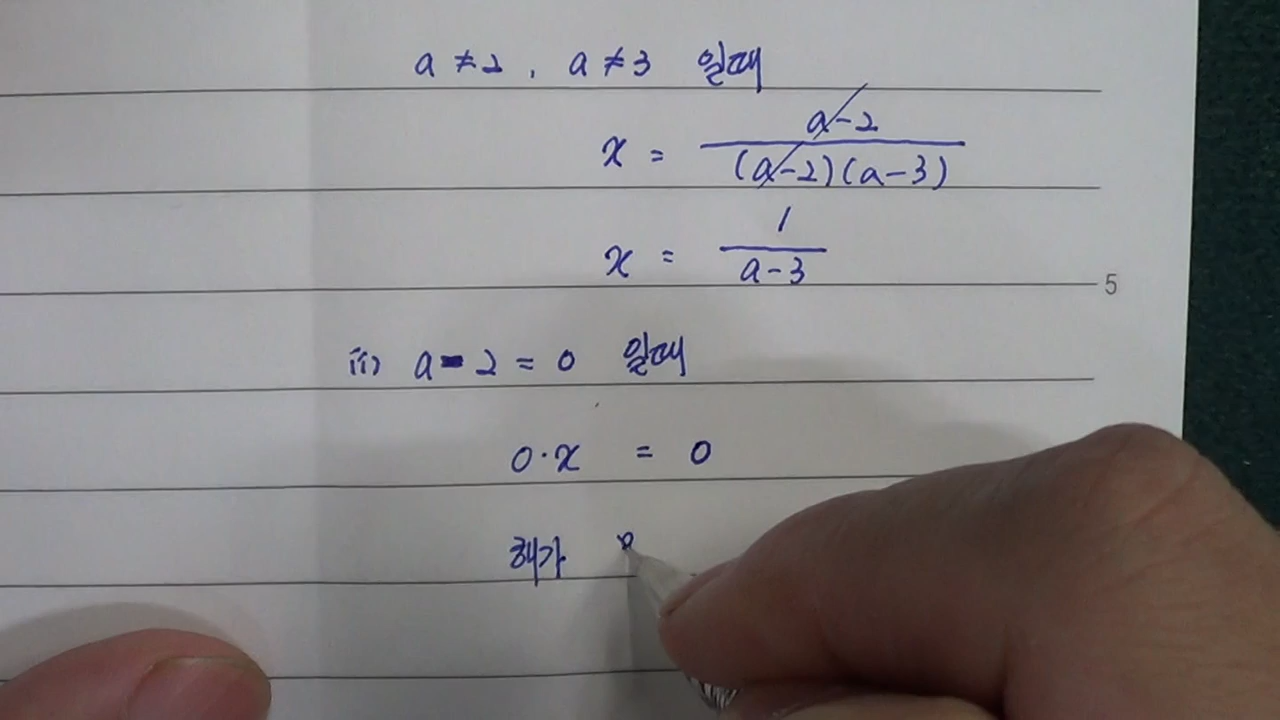 a ≠ 2 , a ≠ 3 일때
x = a-2 / (a-2)(a-3)
x = 1 / a-3
5
ii) a - 2 = 0 일때
0·x = 0
해가